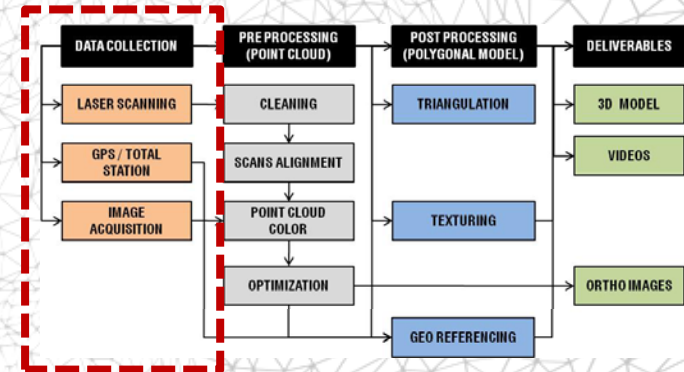 DATA COLLECTION
PRE PROCESSING
(POINT CLOUD)
POST PROCESSING
(POLYGONAL MODEL)
DELIVERABLES
LASER SCANNING
CLEANING
TRIANGULATION
3D MODEL
GPS / TOTAL
STATION
SCANS ALIGNMENT
VIDEOS
IMAGE
ACQUISITION
POINT CLOUD
COLOR
TEXTURING
OPTIMIZATION
ORTHO IMAGES
GEO REFERENCING